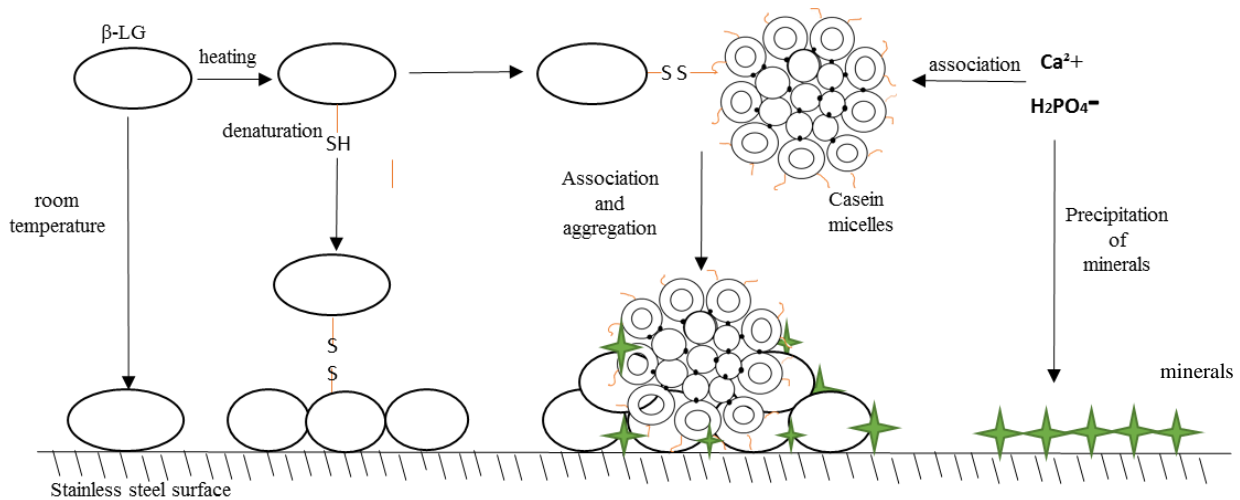 β-LG
heating
denaturation
SH
room
temperature
S S
S
S
Association
and
aggregation
Casein
micelles
association
Ca²+
H₂PO₄⁻
Precipitation
of
minerals
minerals
Stainless steel surface